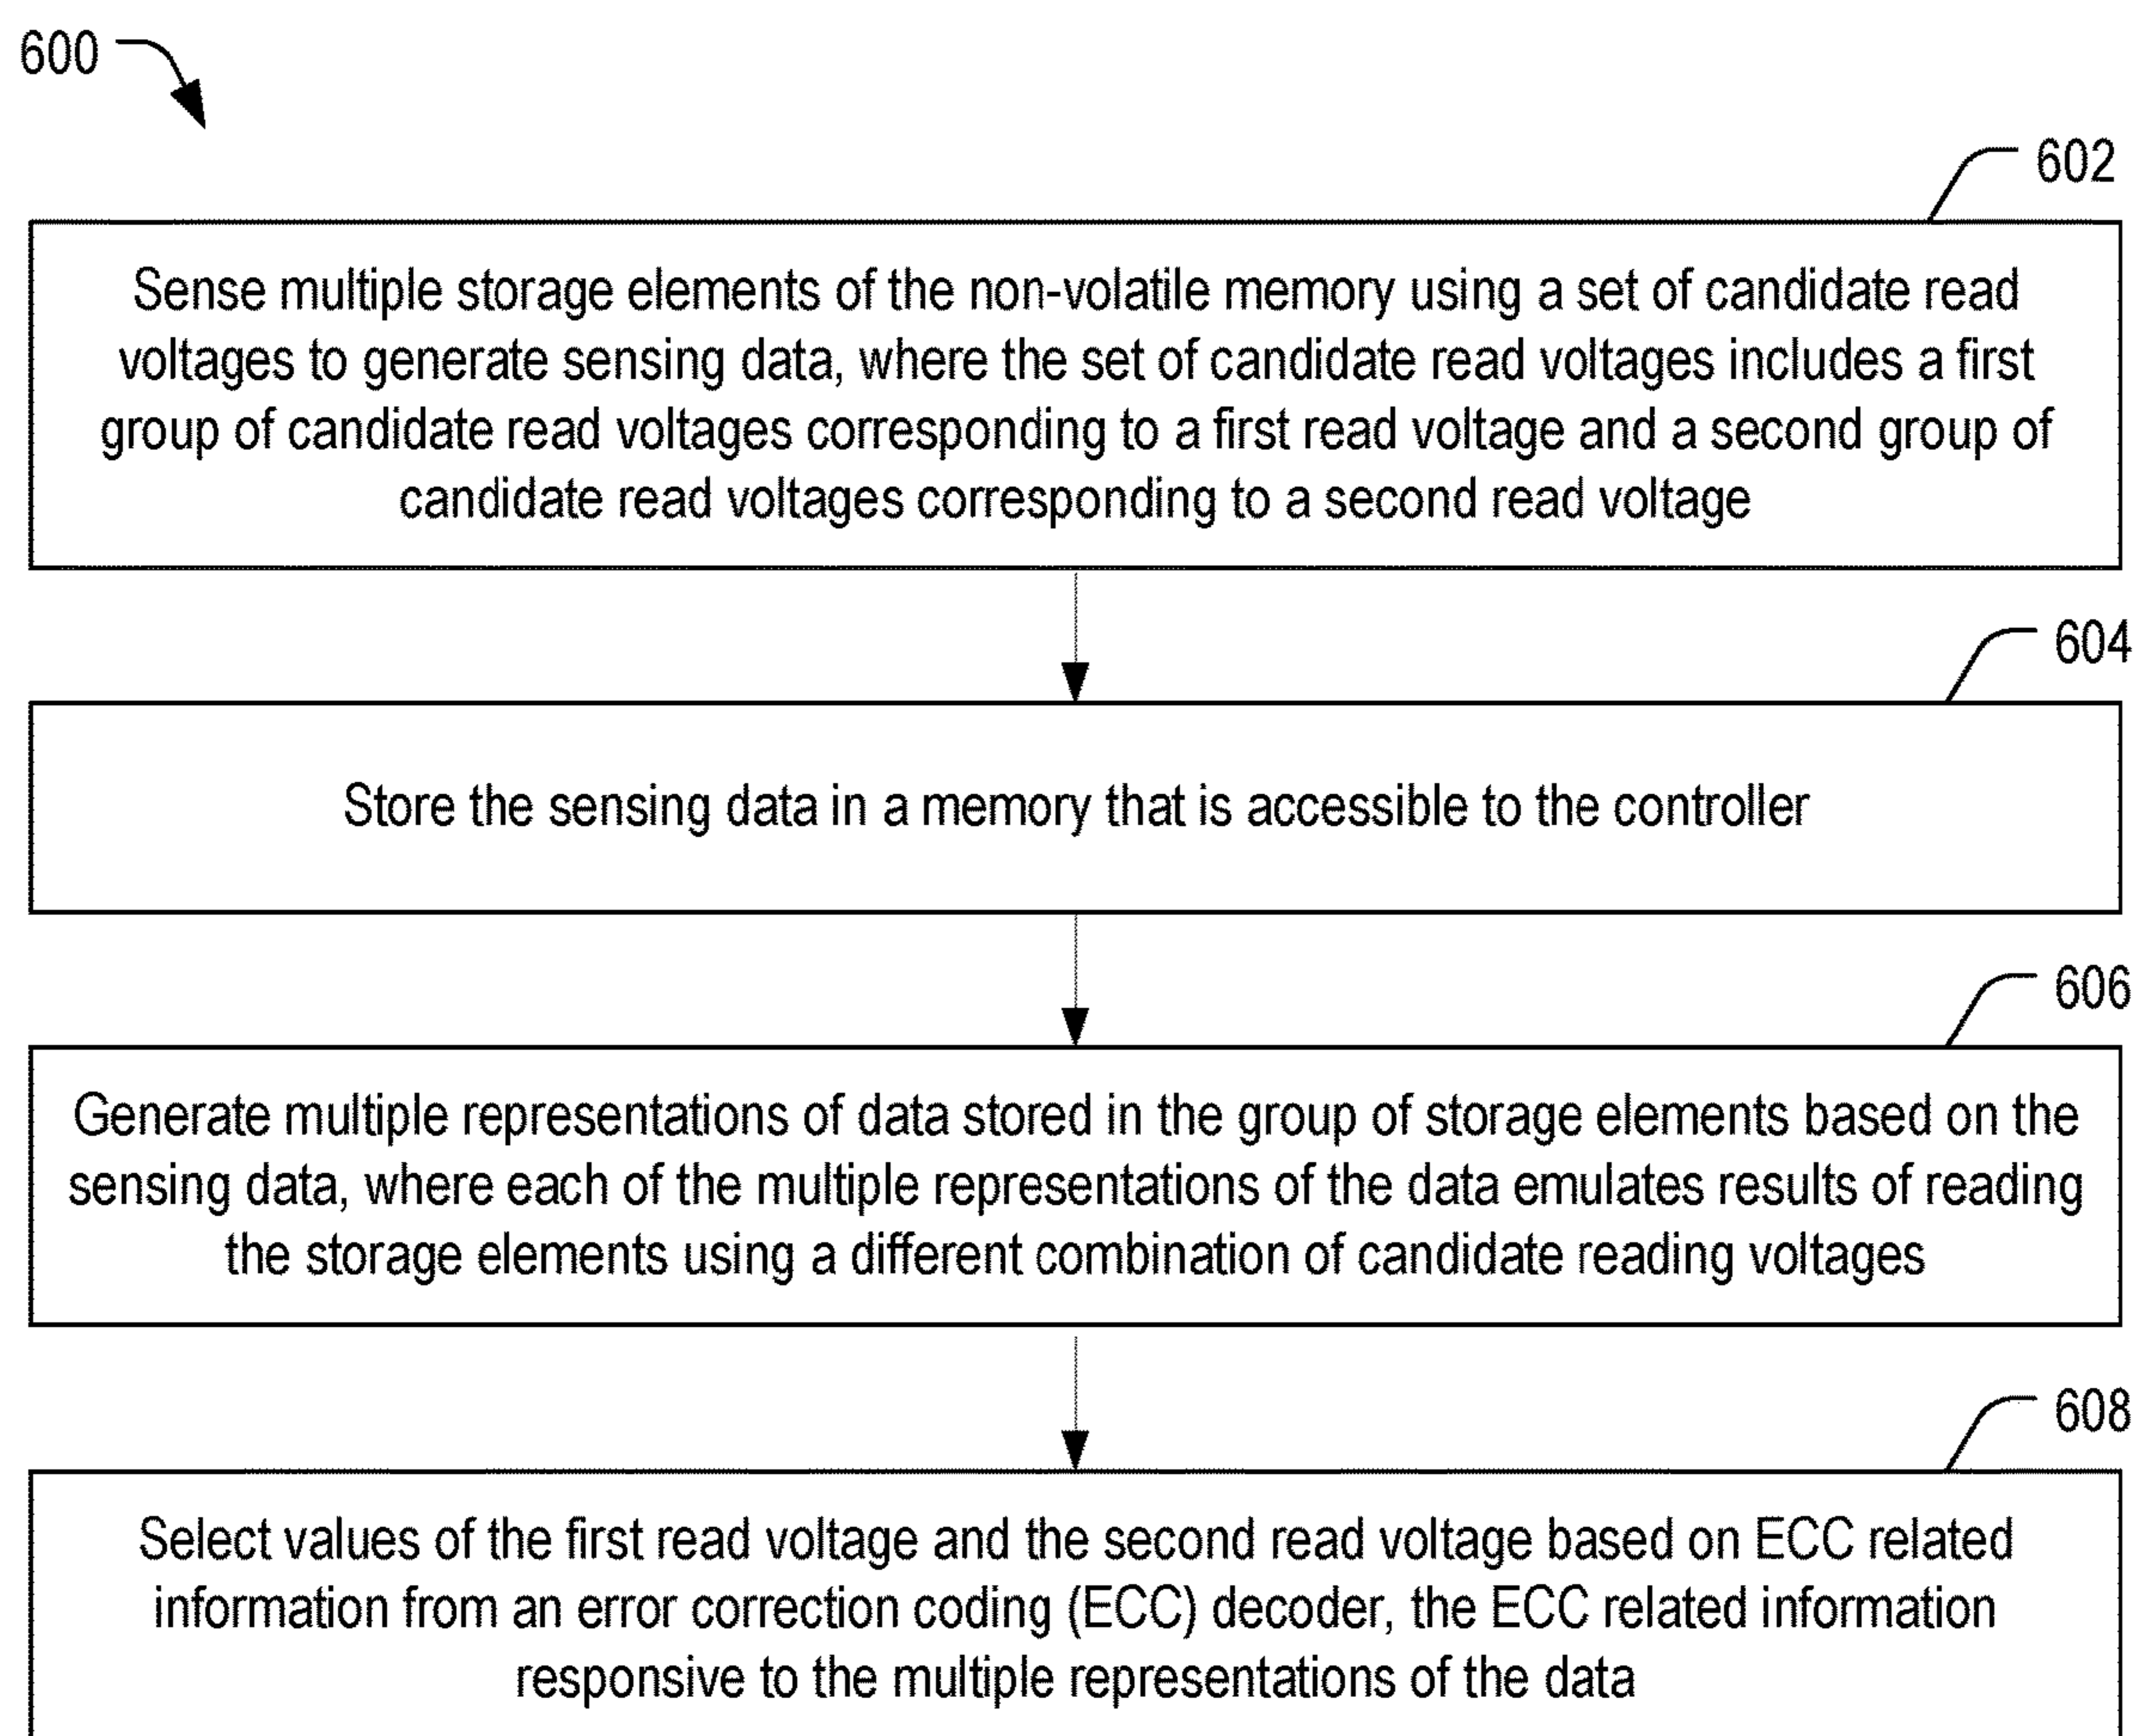 600
602
Sense multiple storage elements of the non-volatile memory using a set of candidate read
voltages to generate sensing data, where the set of candidate read voltages includes a first
group of candidate read voltages corresponding to a first read voltage and a second group of
candidate read voltages corresponding to a second read voltage
604
Store the sensing data in a memory that is accessible to the controller
606
Generate multiple representations of data stored in the group of storage elements based on the
sensing data, where each of the multiple representations of the data emulates results of reading
the storage elements using a different combination of candidate reading voltages
608
Select values of the first read voltage and the second read voltage based on ECC related
information from an error correction coding (ECC) decoder, the ECC related information
responsive to the multiple representations of the data